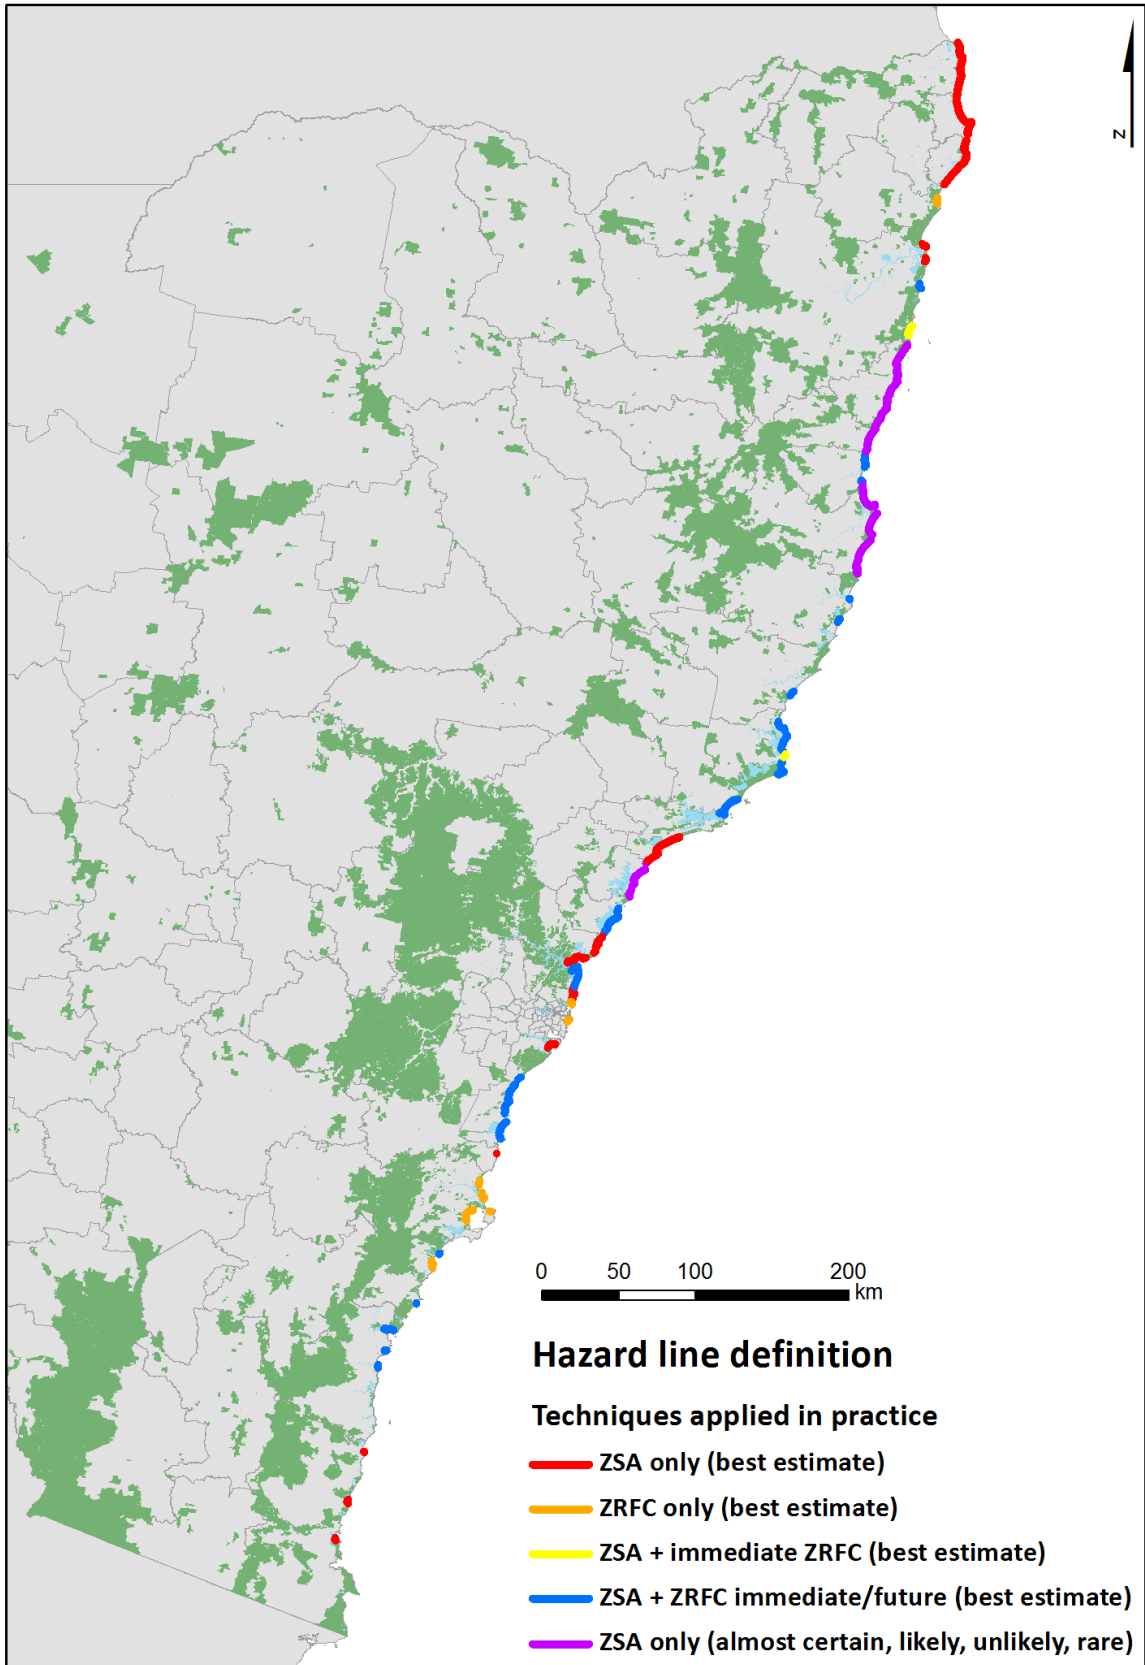 N
0 50 100 200
km
Hazard line definition
Techniques applied in practice
ZSA only (best estimate)
ZRFC only (best estimate)
ZSA + immediate ZRFC (best estimate)
ZSA + ZRFC immediate/future (best estimate)
ZSA only (almost certain, likely, unlikely, rare)